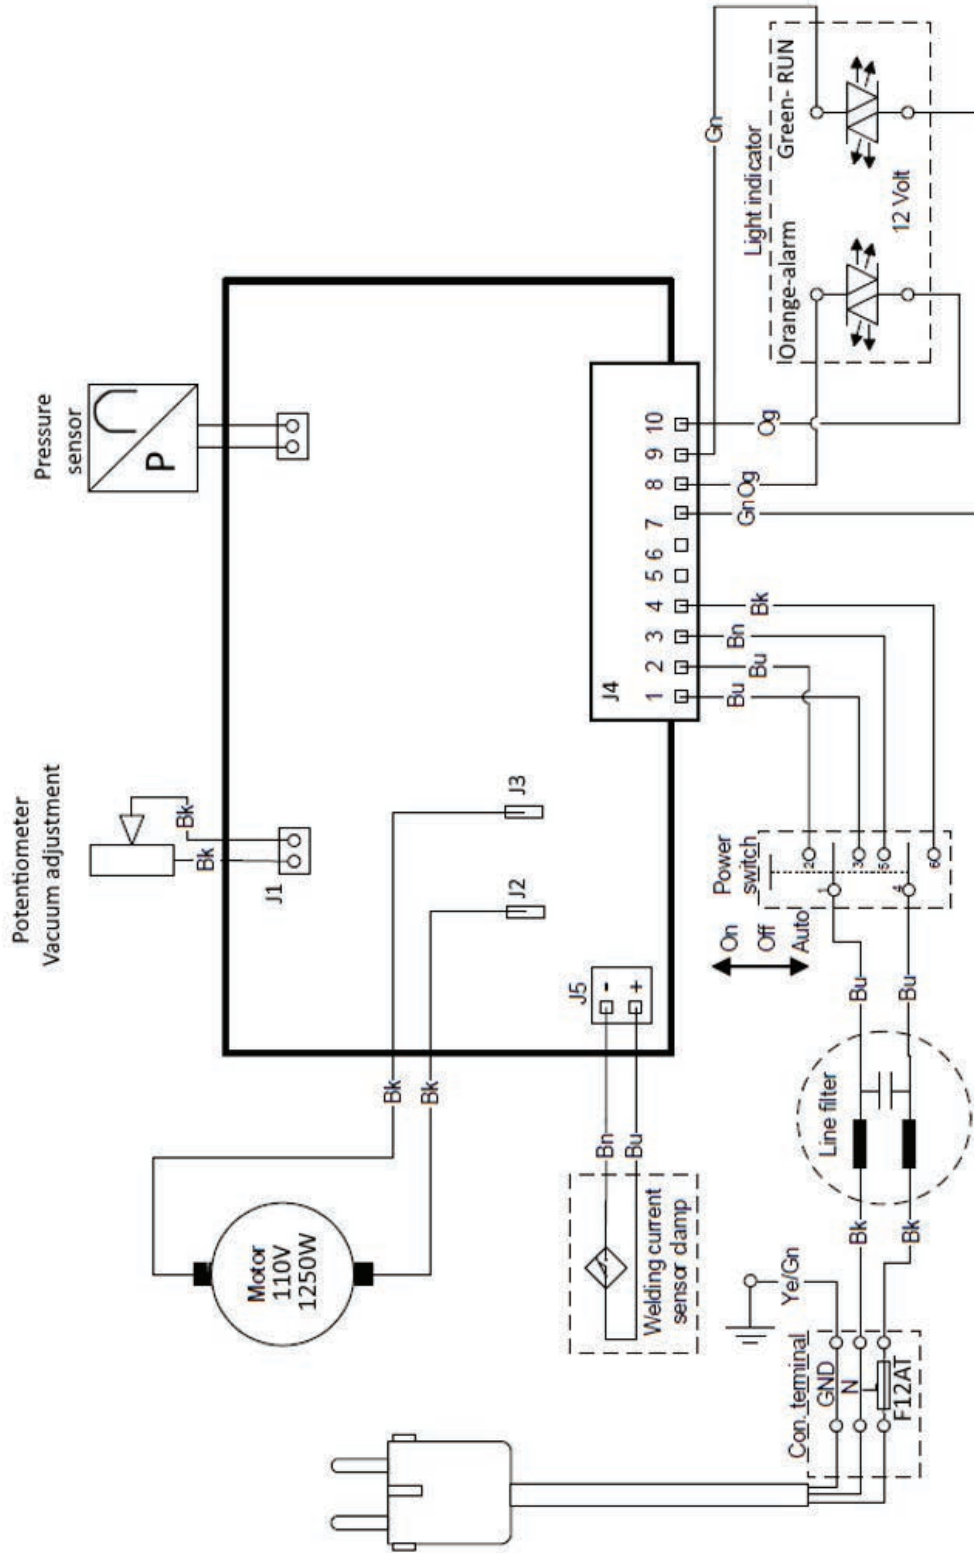 Potentiometer
Vacuum adjustment
Pressure
sensor
P
Bk
Bk
J1
J3
J2
Bk
Bk
Motor
110V
1250W
J5
-
+
Bn
Bu
Welding current
sensor clamp
J4
1 2 3 4 5 6 7 8 9 10
Bu
Bu
Bn
Bk
Gn
Og
Og
Gn
Light indicator
Orange-alarm
Green- RUN
12 Volt
Power
switch
On
Off
Auto
1
2
3
4
5
6
Bu
Bu
Line filter
Bk
Bk
Ye/Gn
Con. terminal
GND
N
L
F12AT